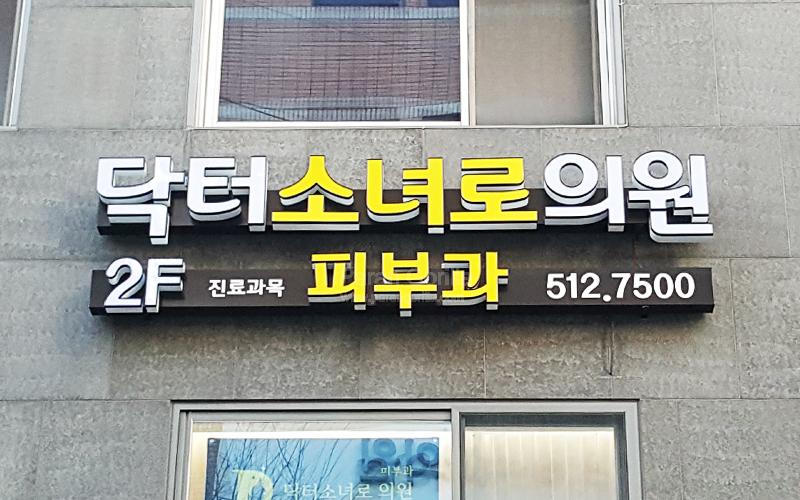 닥터소녀로의원
2F 진료과목 피부과 512.7500
피부과
닥터소녀로 의원